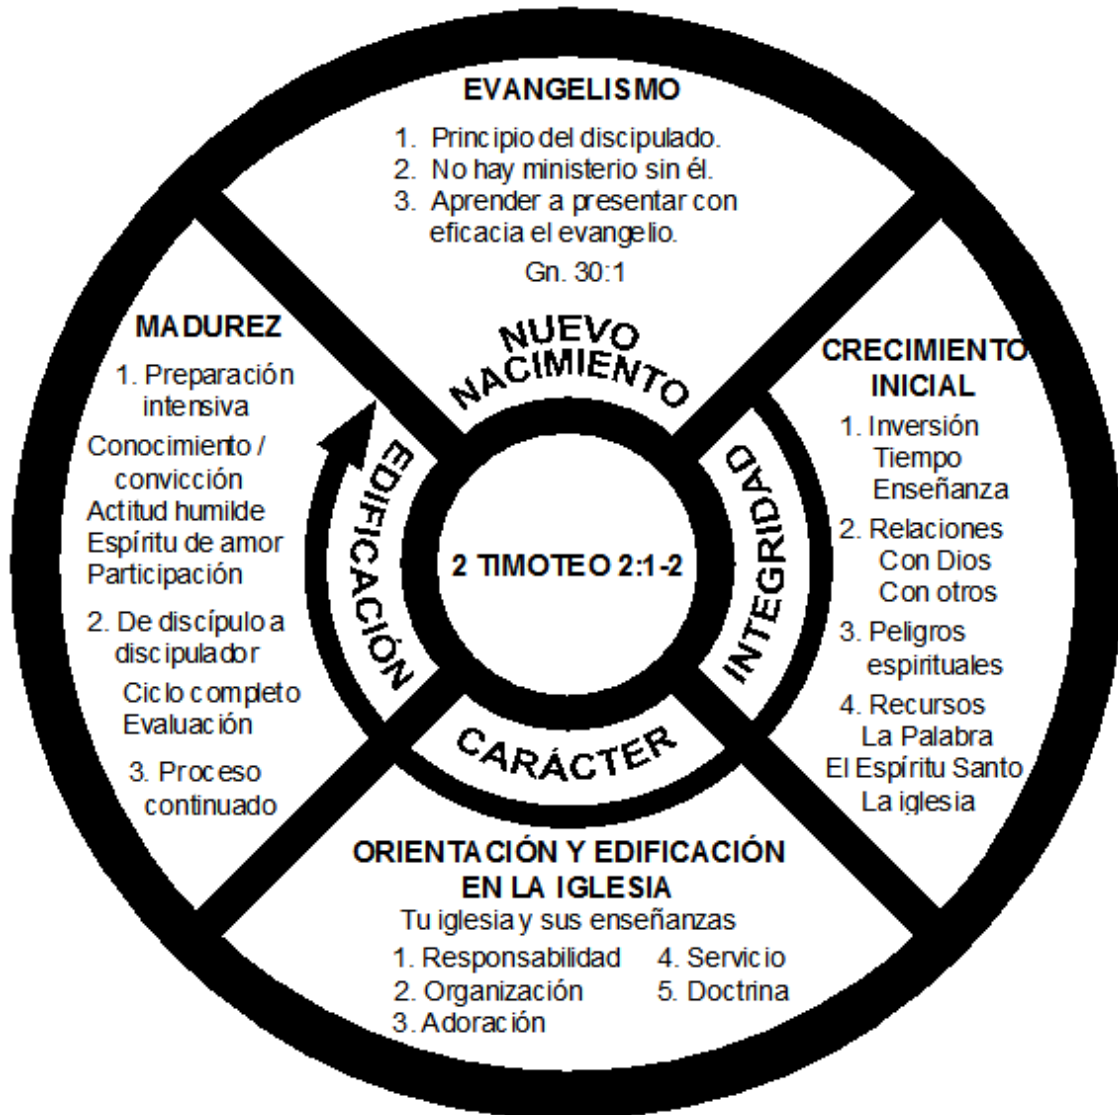 EVANGELISMO
1. Principio del discipulado.
2. No hay ministerio sin él.
3. Aprender a presentar con
eficacia el evangelio.
Gn. 30:1
NUEVO
NACIMIENTO
CRECIMIENTO
INICIAL
1. Inversión
Tiempo
Enseñanza
2. Relaciones
Con Dios
Con otros
3. Peligros
espirituales
4. Recursos
La Palabra
El Espíritu Santo
La iglesia
INTEGRIDAD
ORIENTACIÓN Y EDIFICACIÓN
EN LA IGLESIA
Tu iglesia y sus enseñanzas
1. Responsabilidad
2. Organización
3. Adoración
4. Servicio
5. Doctrina
CARÁCTER
MADUREZ
1. Preparación
intensiva
Conocimiento /
convicción
Actitud humilde
Espíritu de amor
Participación
2. De discípulo a
discipulador
Ciclo completo
Evaluación
3. Proceso
continuado
EDIFICACIÓN
2 TIMOTEO 2:1-2